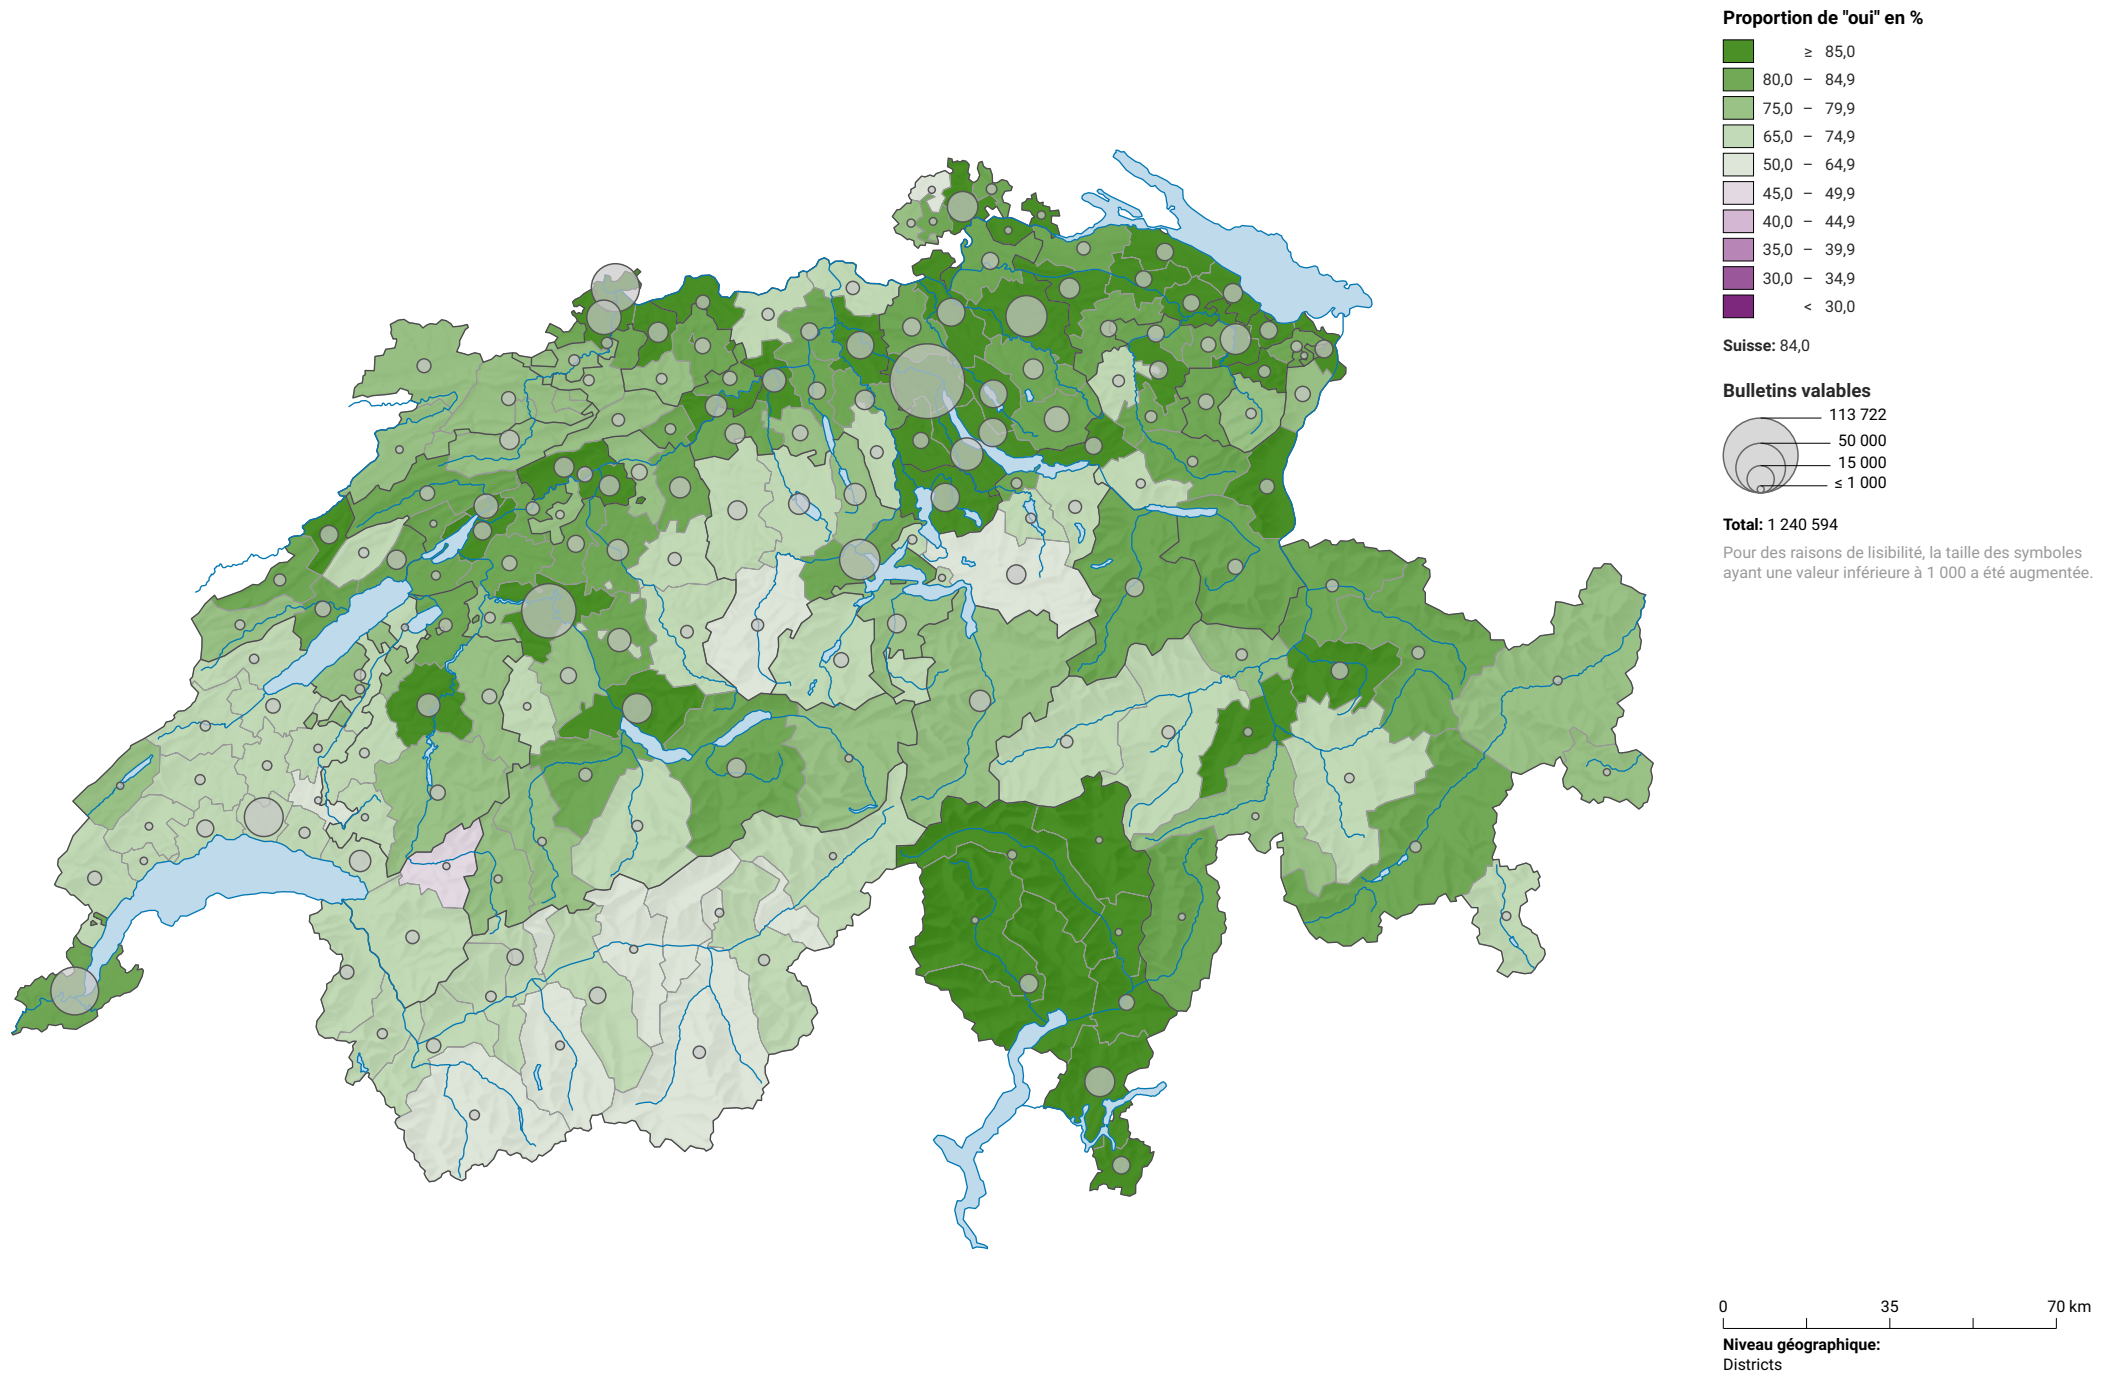 Proportion de "oui" en %
≥ 85,0
80,0 – 84,9
75,0 – 79,9
65,0 – 74,9
50,0 – 64,9
45,0 – 49,9
40,0 – 44,9
35,0 – 39,9
30,0 – 34,9
< 30,0
Suisse: 84,0
Bulletins valables
113 722
50 000
15 000
≤ 1 000
Total: 1 240 594
Pour des raisons de lisibilité, la taille des symboles
ayant une valeur inférieure à 1 000 a été augmentée.
0 35 70 km
Niveau géographique:
Districts